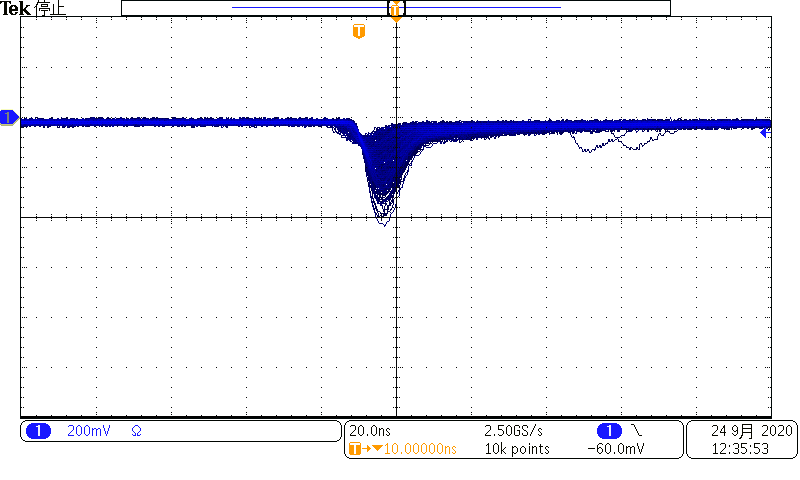 Tek 停止
T
T
1
1 200mV Ω
20.0ns 2.50GS/s 1
T→▼10.00000ns 10k points −60.0mV
24 9月 2020
12:35:53